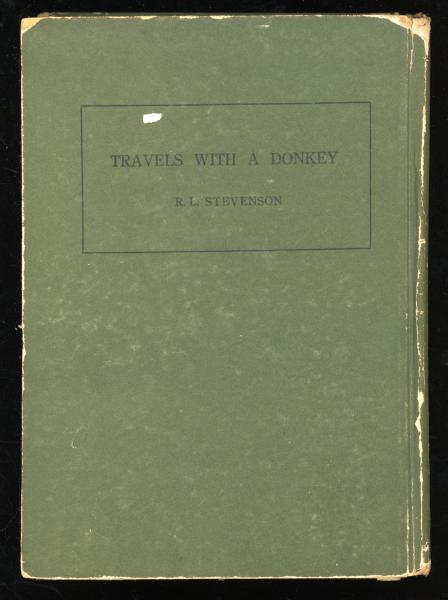 TRAVELS WITH A DONKEY
R. L. STEVENSON